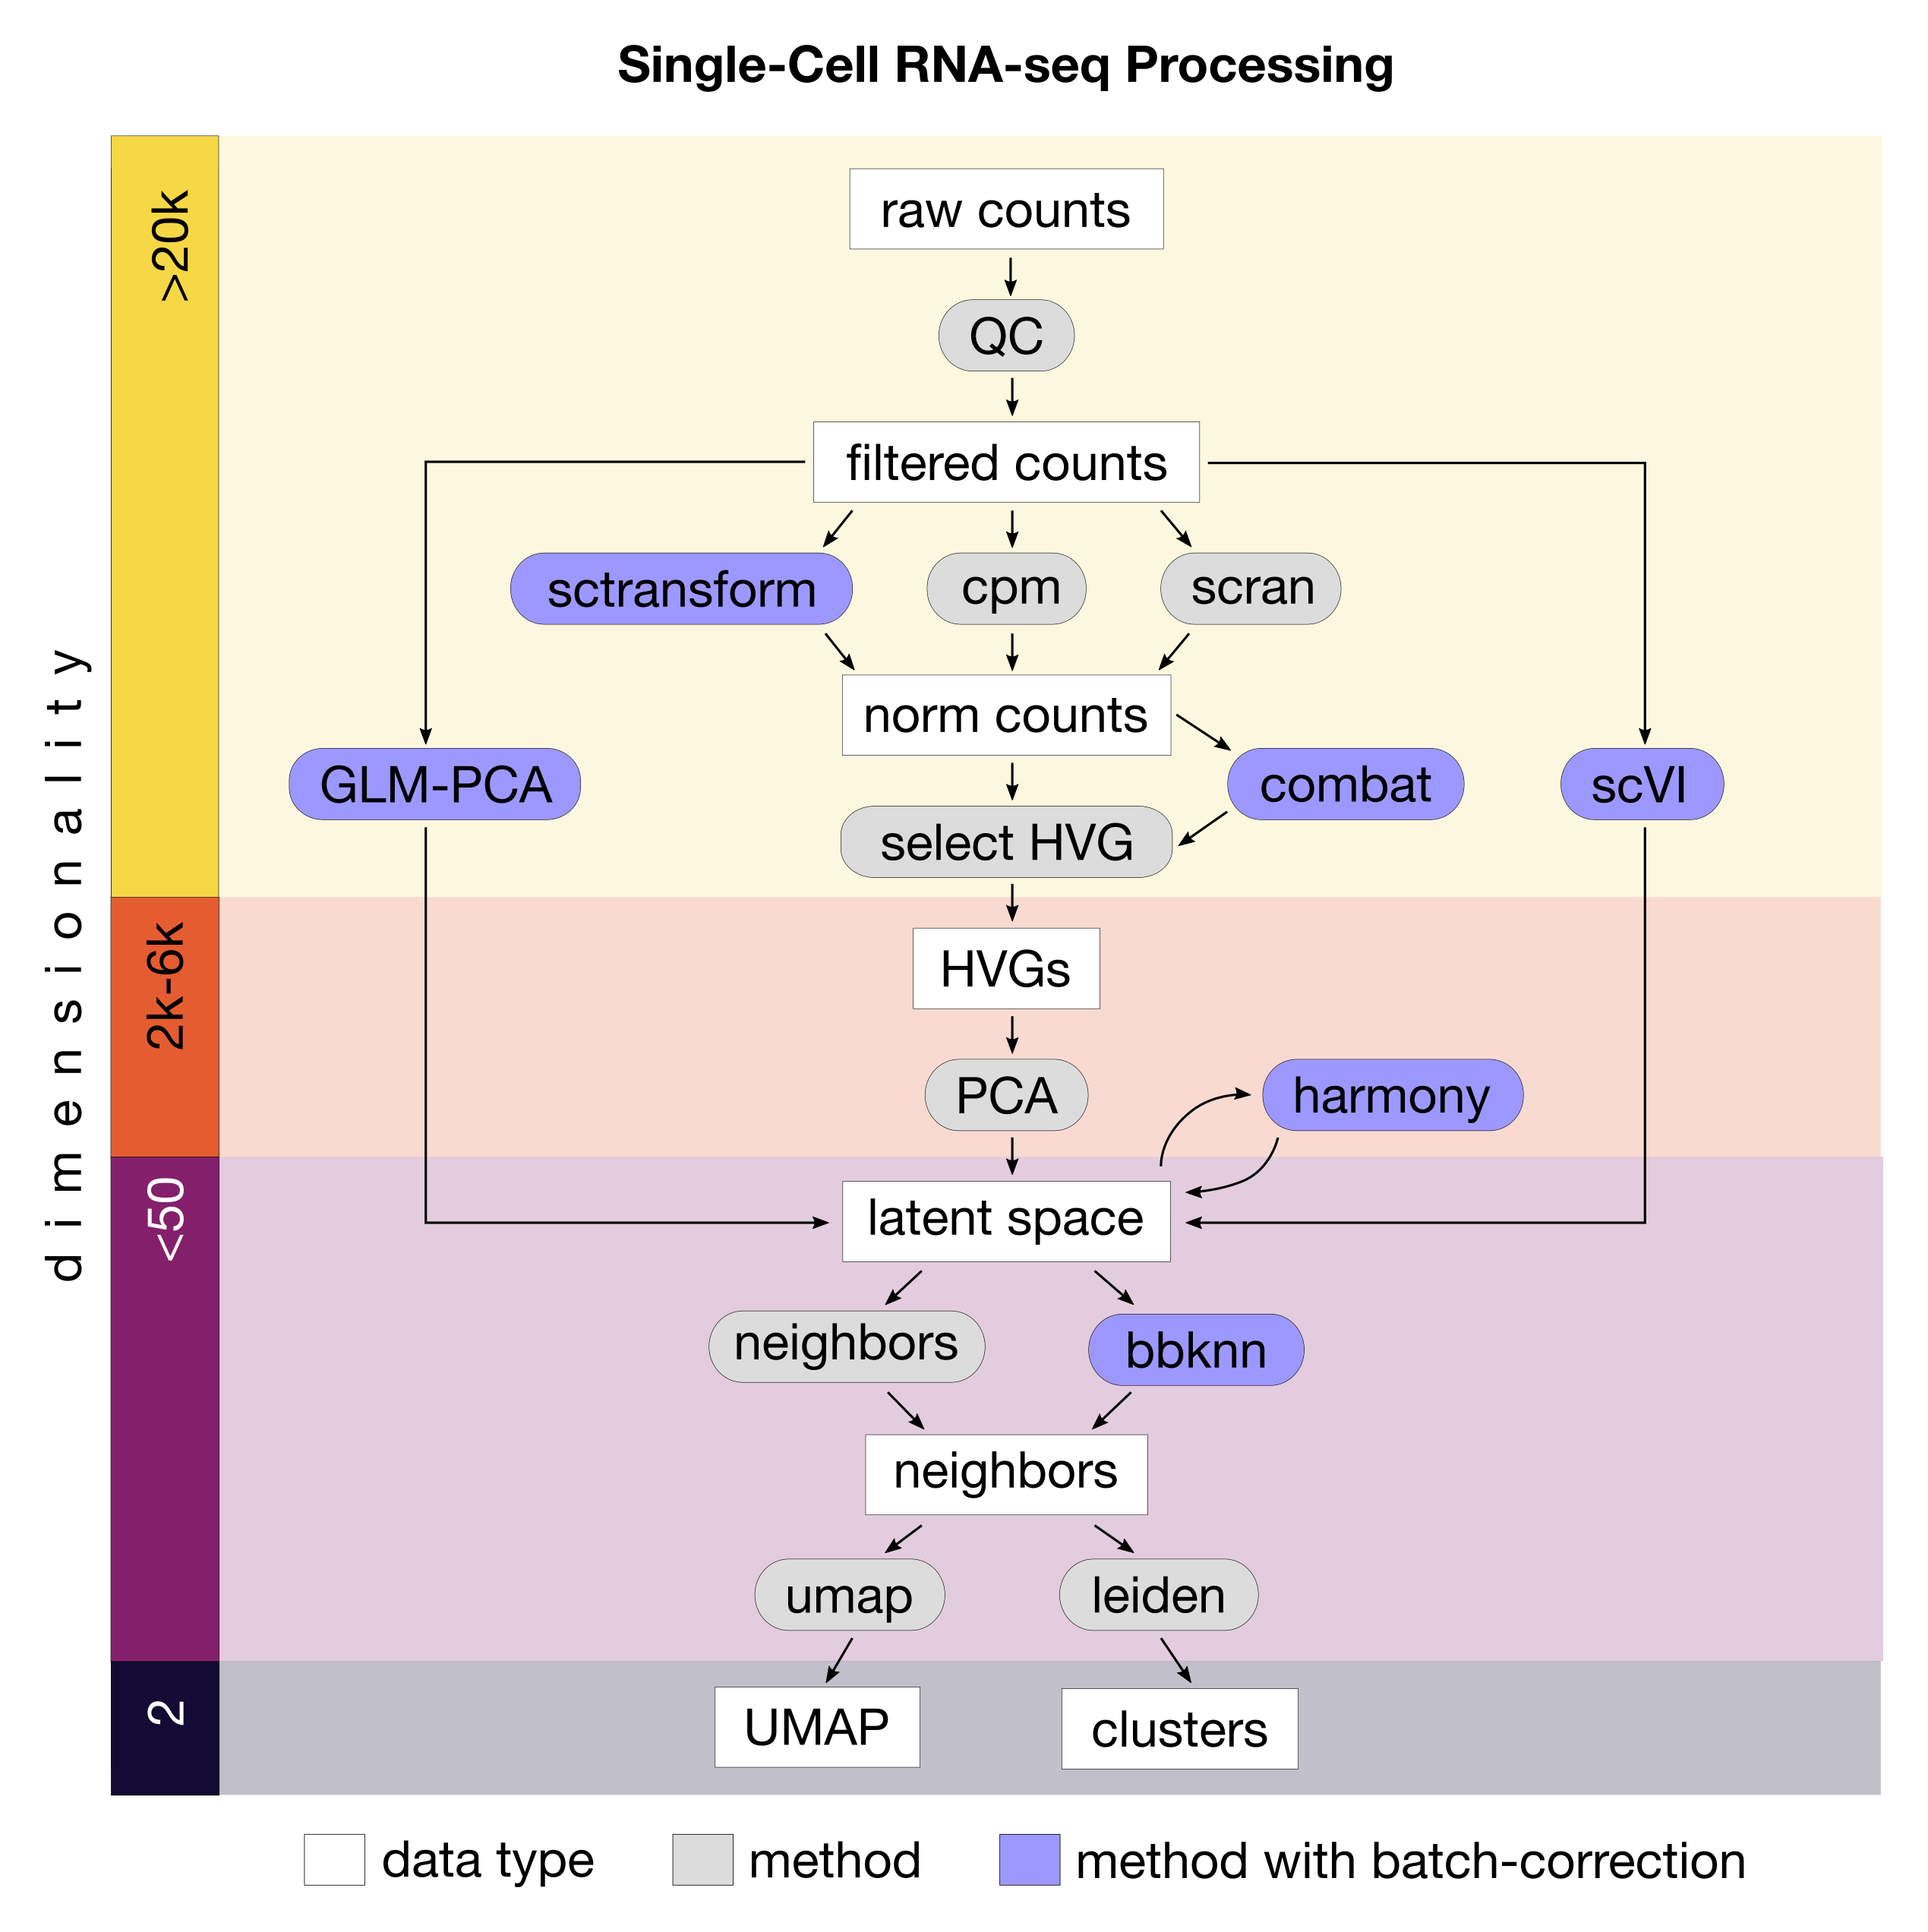 Single-Cell RNA-seq Processing
dimensionality
>20k
raw counts
QC
filtered counts
sctransform
cpm
scran
norm counts
GLM-PCA
combat
scVI
select HVG
2k-6k
HVGs
PCA
harmony
<50
latent space
neighbors
bbknn
neighbors
umap
leiden
2
UMAP
clusters
data type
method
method with batch-correction